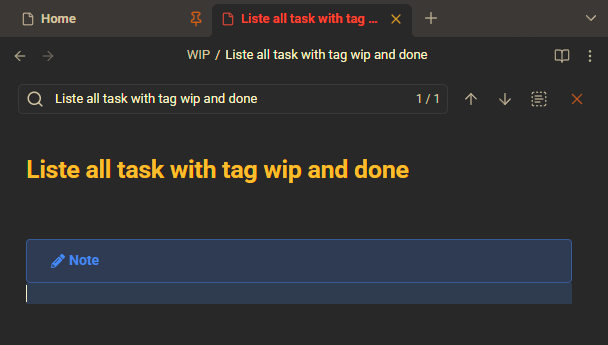 Home
Liste all task with tag ...
WIP / Liste all task with tag wip and done
Liste all task with tag wip and done 1 / 1
Liste all task with tag wip and done
Note